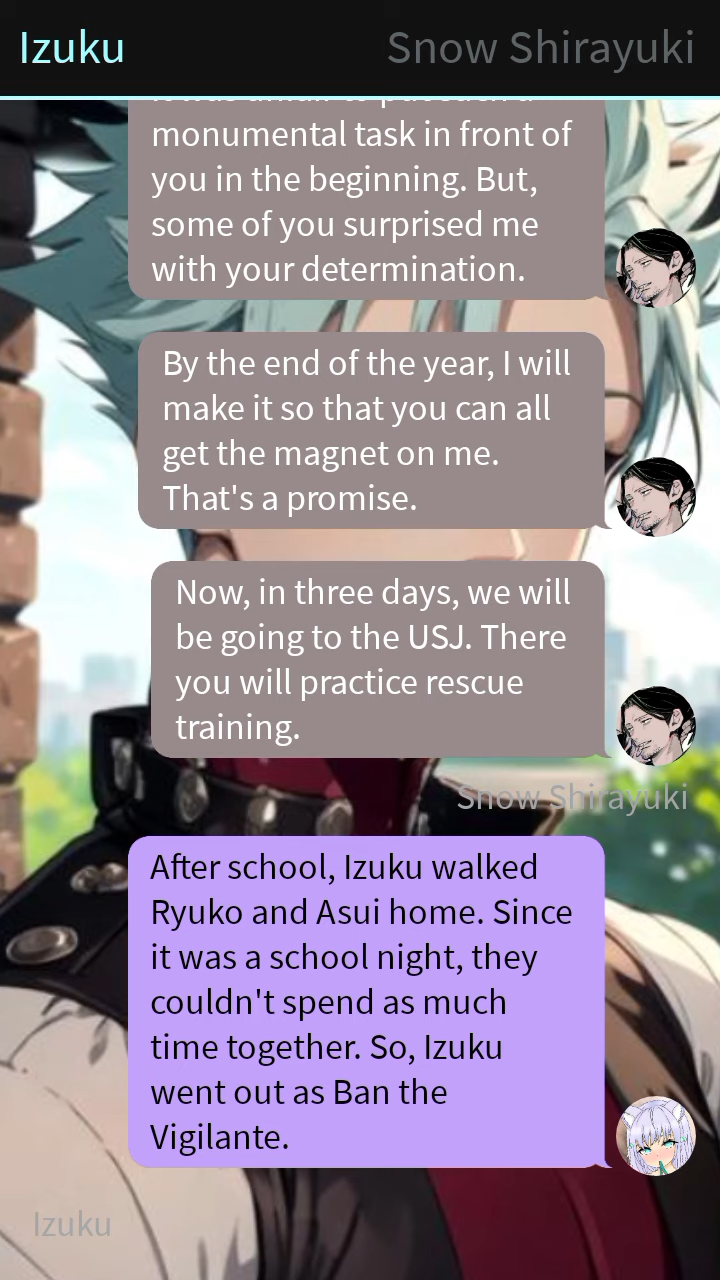 Izuku
Snow Shirayuki
monumental task in front of
you in the beginning. But,
some of you surprised me
with your determination.
By the end of the year, I will
make it so that you can all
get the magnet on me.
That's a promise.
Now, in three days, we will
be going to the USJ. There
you will practice rescue
training.
Snow Shirayuki
After school, Izuku walked
Ryuko and Asui home. Since
it was a school night, they
couldn't spend as much
time together. So, Izuku
went out as Ban the
Vigilante.
Izuku